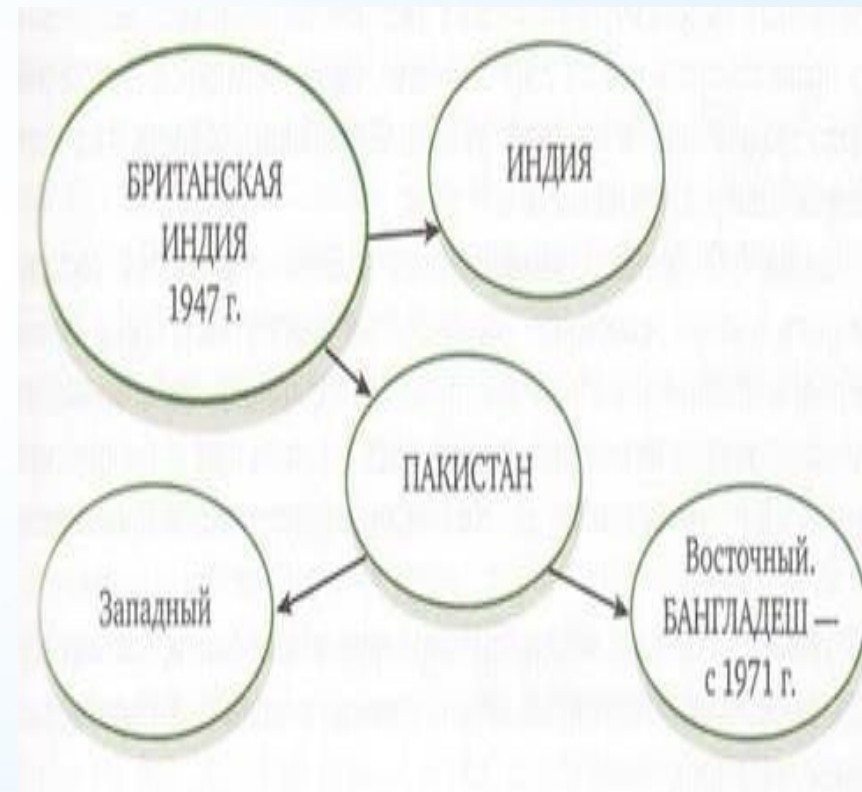 БРИТАНСКАЯ
ИНДИЯ
1947 г.
ИНДИЯ
ПАКИСТАН
Западный
Восточный.
БАНГЛАДЕШ —
с 1971 г.